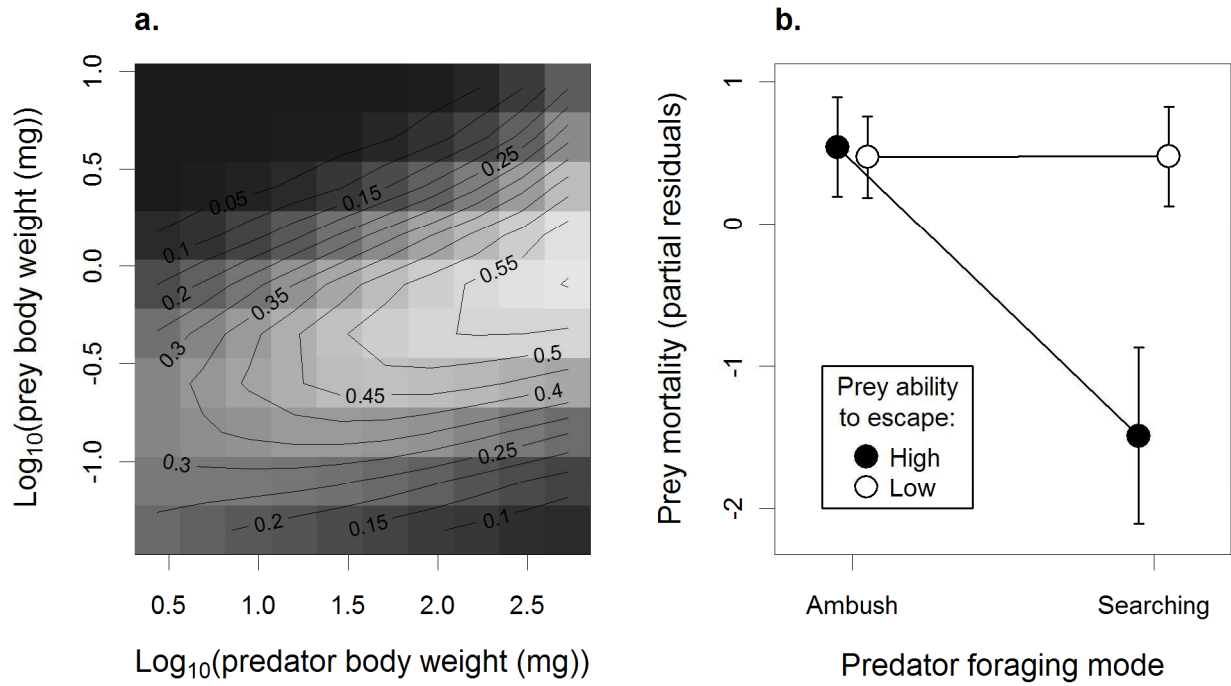 a.
Log10(prey body weight (mg))
1.0
0.5
0.0
-0.5
-1.0
0.05
0.1
0.2
0.3
0.15
0.25
0.35
0.55
0.5
0.45
0.4
0.3
0.25
0.2
0.15
0.1
0.5 1.0 1.5 2.0 2.5
Log10(predator body weight (mg))
b.
Prey mortality (partial residuals)
1
0
-1
-2
Prey ability
to escape:
High
Low
Ambush Searching
Predator foraging mode